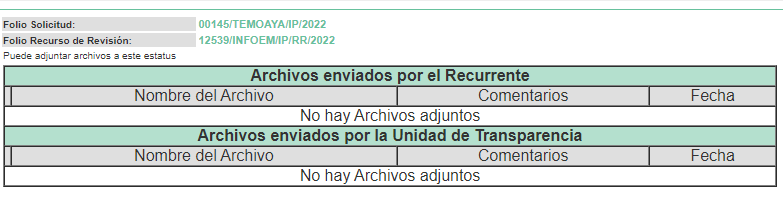 Folio Solicitud: 00145/TEMOAYA/IP/2022
Folio Recurso de Revisión: 12539/INFOEM/IP/RR/2022
Puede adjuntar archivos a este estatus
Archivos enviados por el Recurrente
Nombre del Archivo Comentarios Fecha
No hay Archivos adjuntos
Archivos enviados por la Unidad de Transparencia
Nombre del Archivo Comentarios Fecha
No hay Archivos adjuntos